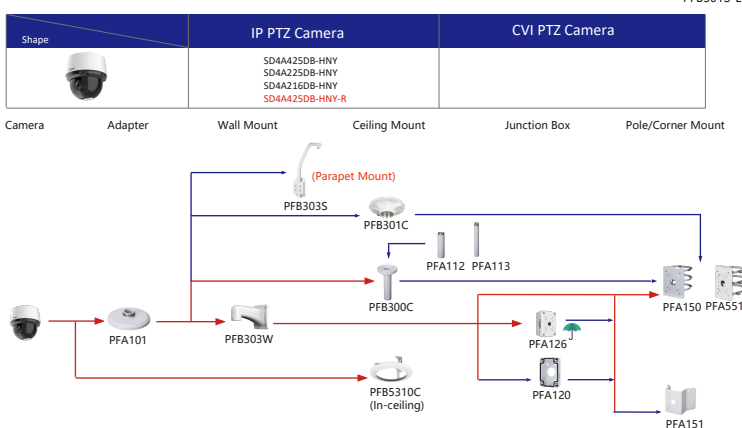 Shape
IP PTZ Camera
CVI PTZ Camera
SD4A425DB-HNY
SD4A225DB-HNY
SD4A216DB-HNY
SD4A425DB-HNY-R
Camera
Adapter
Wall Mount
Ceiling Mount
Junction Box
Pole/Corner Mount
(Parapet Mount)
PFB303S
PFB301C
PFA112
PFA113
PFB300C
PFA150
PFA551
PFA101
PFB303W
PFA126
PFB5310C
(In-ceiling)
PFA120
PFA151